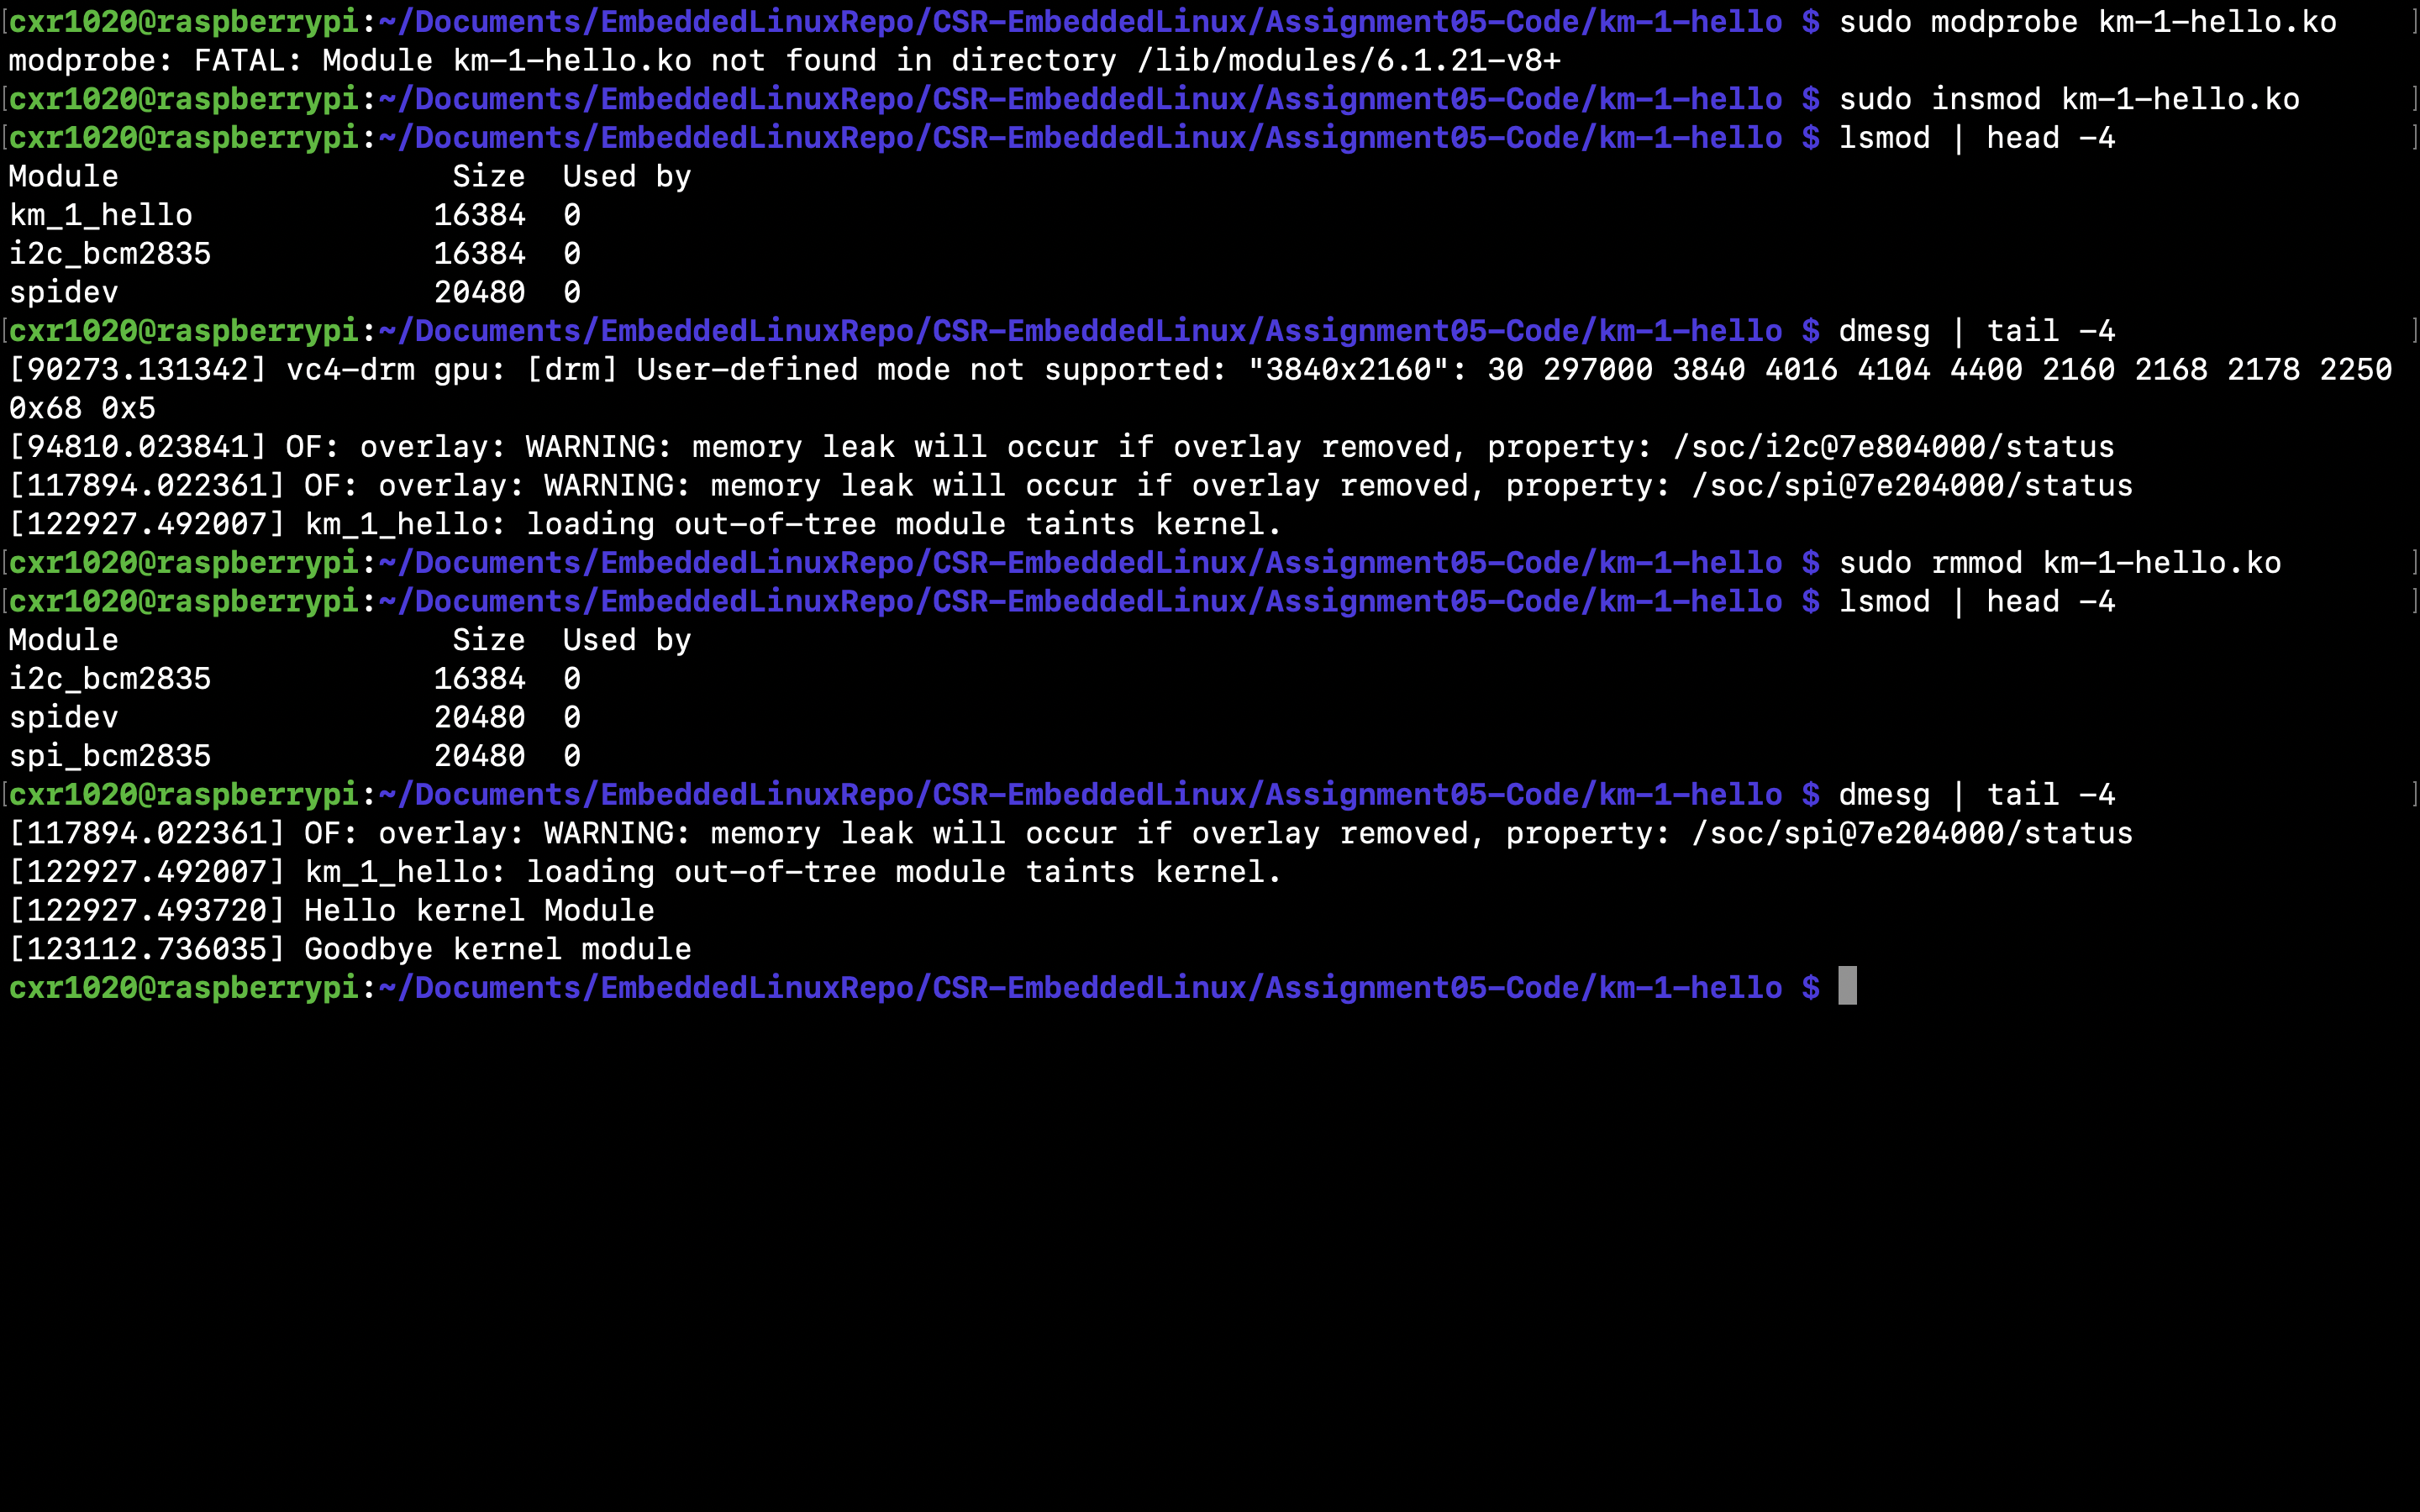 [cxr1020@raspberrypi:~/Documents/EmbeddedLinuxRepo/CSR-EmbeddedLinux/Assignment05-Code/km-1-hello $ sudo modprobe km-1-hello.ko ]
modprobe: FATAL: Module km-1-hello.ko not found in directory /lib/modules/6.1.21-v8+
[cxr1020@raspberrypi:~/Documents/EmbeddedLinuxRepo/CSR-EmbeddedLinux/Assignment05-Code/km-1-hello $ sudo insmod km-1-hello.ko ]
[cxr1020@raspberrypi:~/Documents/EmbeddedLinuxRepo/CSR-EmbeddedLinux/Assignment05-Code/km-1-hello $ lsmod | head -4 ]
Module Size Used by
km_1_hello 16384 0
i2c_bcm2835 16384 0
spidev 20480 0
[cxr1020@raspberrypi:~/Documents/EmbeddedLinuxRepo/CSR-EmbeddedLinux/Assignment05-Code/km-1-hello $ dmesg | tail -4 ]
[90273.131342] vc4-drm gpu: [drm] User-defined mode not supported: "3840x2160": 30 297000 3840 4016 4104 4400 2160 2168 2178 2250
0x68 0x5
[94810.023841] OF: overlay: WARNING: memory leak will occur if overlay removed, property: /soc/i2c@7e804000/status
[117894.022361] OF: overlay: WARNING: memory leak will occur if overlay removed, property: /soc/spi@7e204000/status
[122927.492007] km_1_hello: loading out-of-tree module taints kernel.
[cxr1020@raspberrypi:~/Documents/EmbeddedLinuxRepo/CSR-EmbeddedLinux/Assignment05-Code/km-1-hello $ sudo rmmod km-1-hello.ko ]
[cxr1020@raspberrypi:~/Documents/EmbeddedLinuxRepo/CSR-EmbeddedLinux/Assignment05-Code/km-1-hello $ lsmod | head -4 ]
Module Size Used by
i2c_bcm2835 16384 0
spidev 20480 0
spi_bcm2835 20480 0
[cxr1020@raspberrypi:~/Documents/EmbeddedLinuxRepo/CSR-EmbeddedLinux/Assignment05-Code/km-1-hello $ dmesg | tail -4 ]
[117894.022361] OF: overlay: WARNING: memory leak will occur if overlay removed, property: /soc/spi@7e204000/status
[122927.492007] km_1_hello: loading out-of-tree module taints kernel.
[122927.493720] Hello kernel Module
[123112.736035] Goodbye kernel module
cxr1020@raspberrypi:~/Documents/EmbeddedLinuxRepo/CSR-EmbeddedLinux/Assignment05-Code/km-1-hello $